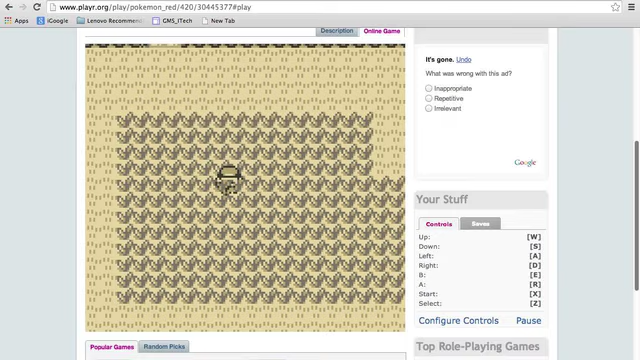 www.playr.org/play/pokemon_red/420/30445377#play
Apps
iGoogle
Lenovo Recommend
GMS_iTech
New Tab
Description
Online Game
It's gone. Undo
What was wrong with this ad?
Inappropriate
Repetitive
Irrelevant
Google
Your Stuff
Controls
Saves
Up: [W]
Down: [S]
Left: [A]
Right: [D]
B: [E]
A: [R]
Start: [X]
Select: [Z]
Configure Controls
Pause
Popular Games
Random Picks
Top Role-Playing Games